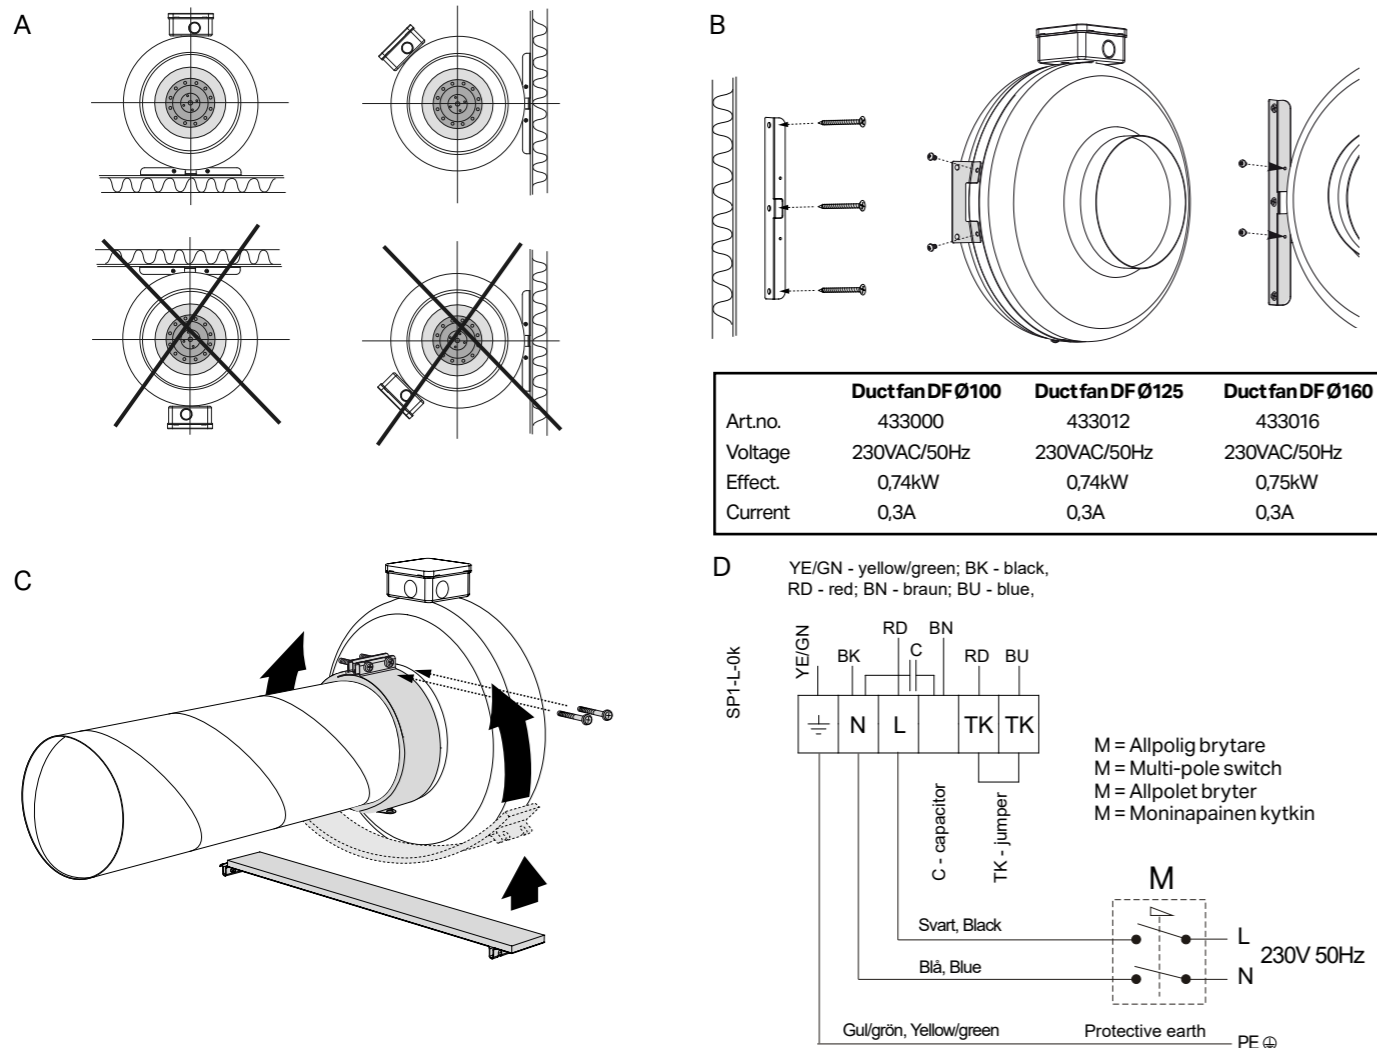 A
B
Duct fan DF Ø100 Duct fan DF Ø125 Duct fan DF Ø160
Art.no. 433000 433012 433016
Voltage 230VAC/50Hz 230VAC/50Hz 230VAC/50Hz
Effect. 0,74kW 0,74kW 0,75kW
Current 0,3A 0,3A 0,3A
C
D
YE/GN - yellow/green; BK - black,
RD - red; BN - braun; BU - blue,
SP1-L-0k
YE/GN BK RD C BN RD BU
N L TK TK
C - capacitor
TK - jumper
M = Allpolig brytare
M = Multi-pole switch
M = Allpolet bryter
M = Moninapainen kytkin
M
Svart, Black L
230V 50Hz
Blå, Blue N
Gul/grön, Yellow/green Protective earth PE